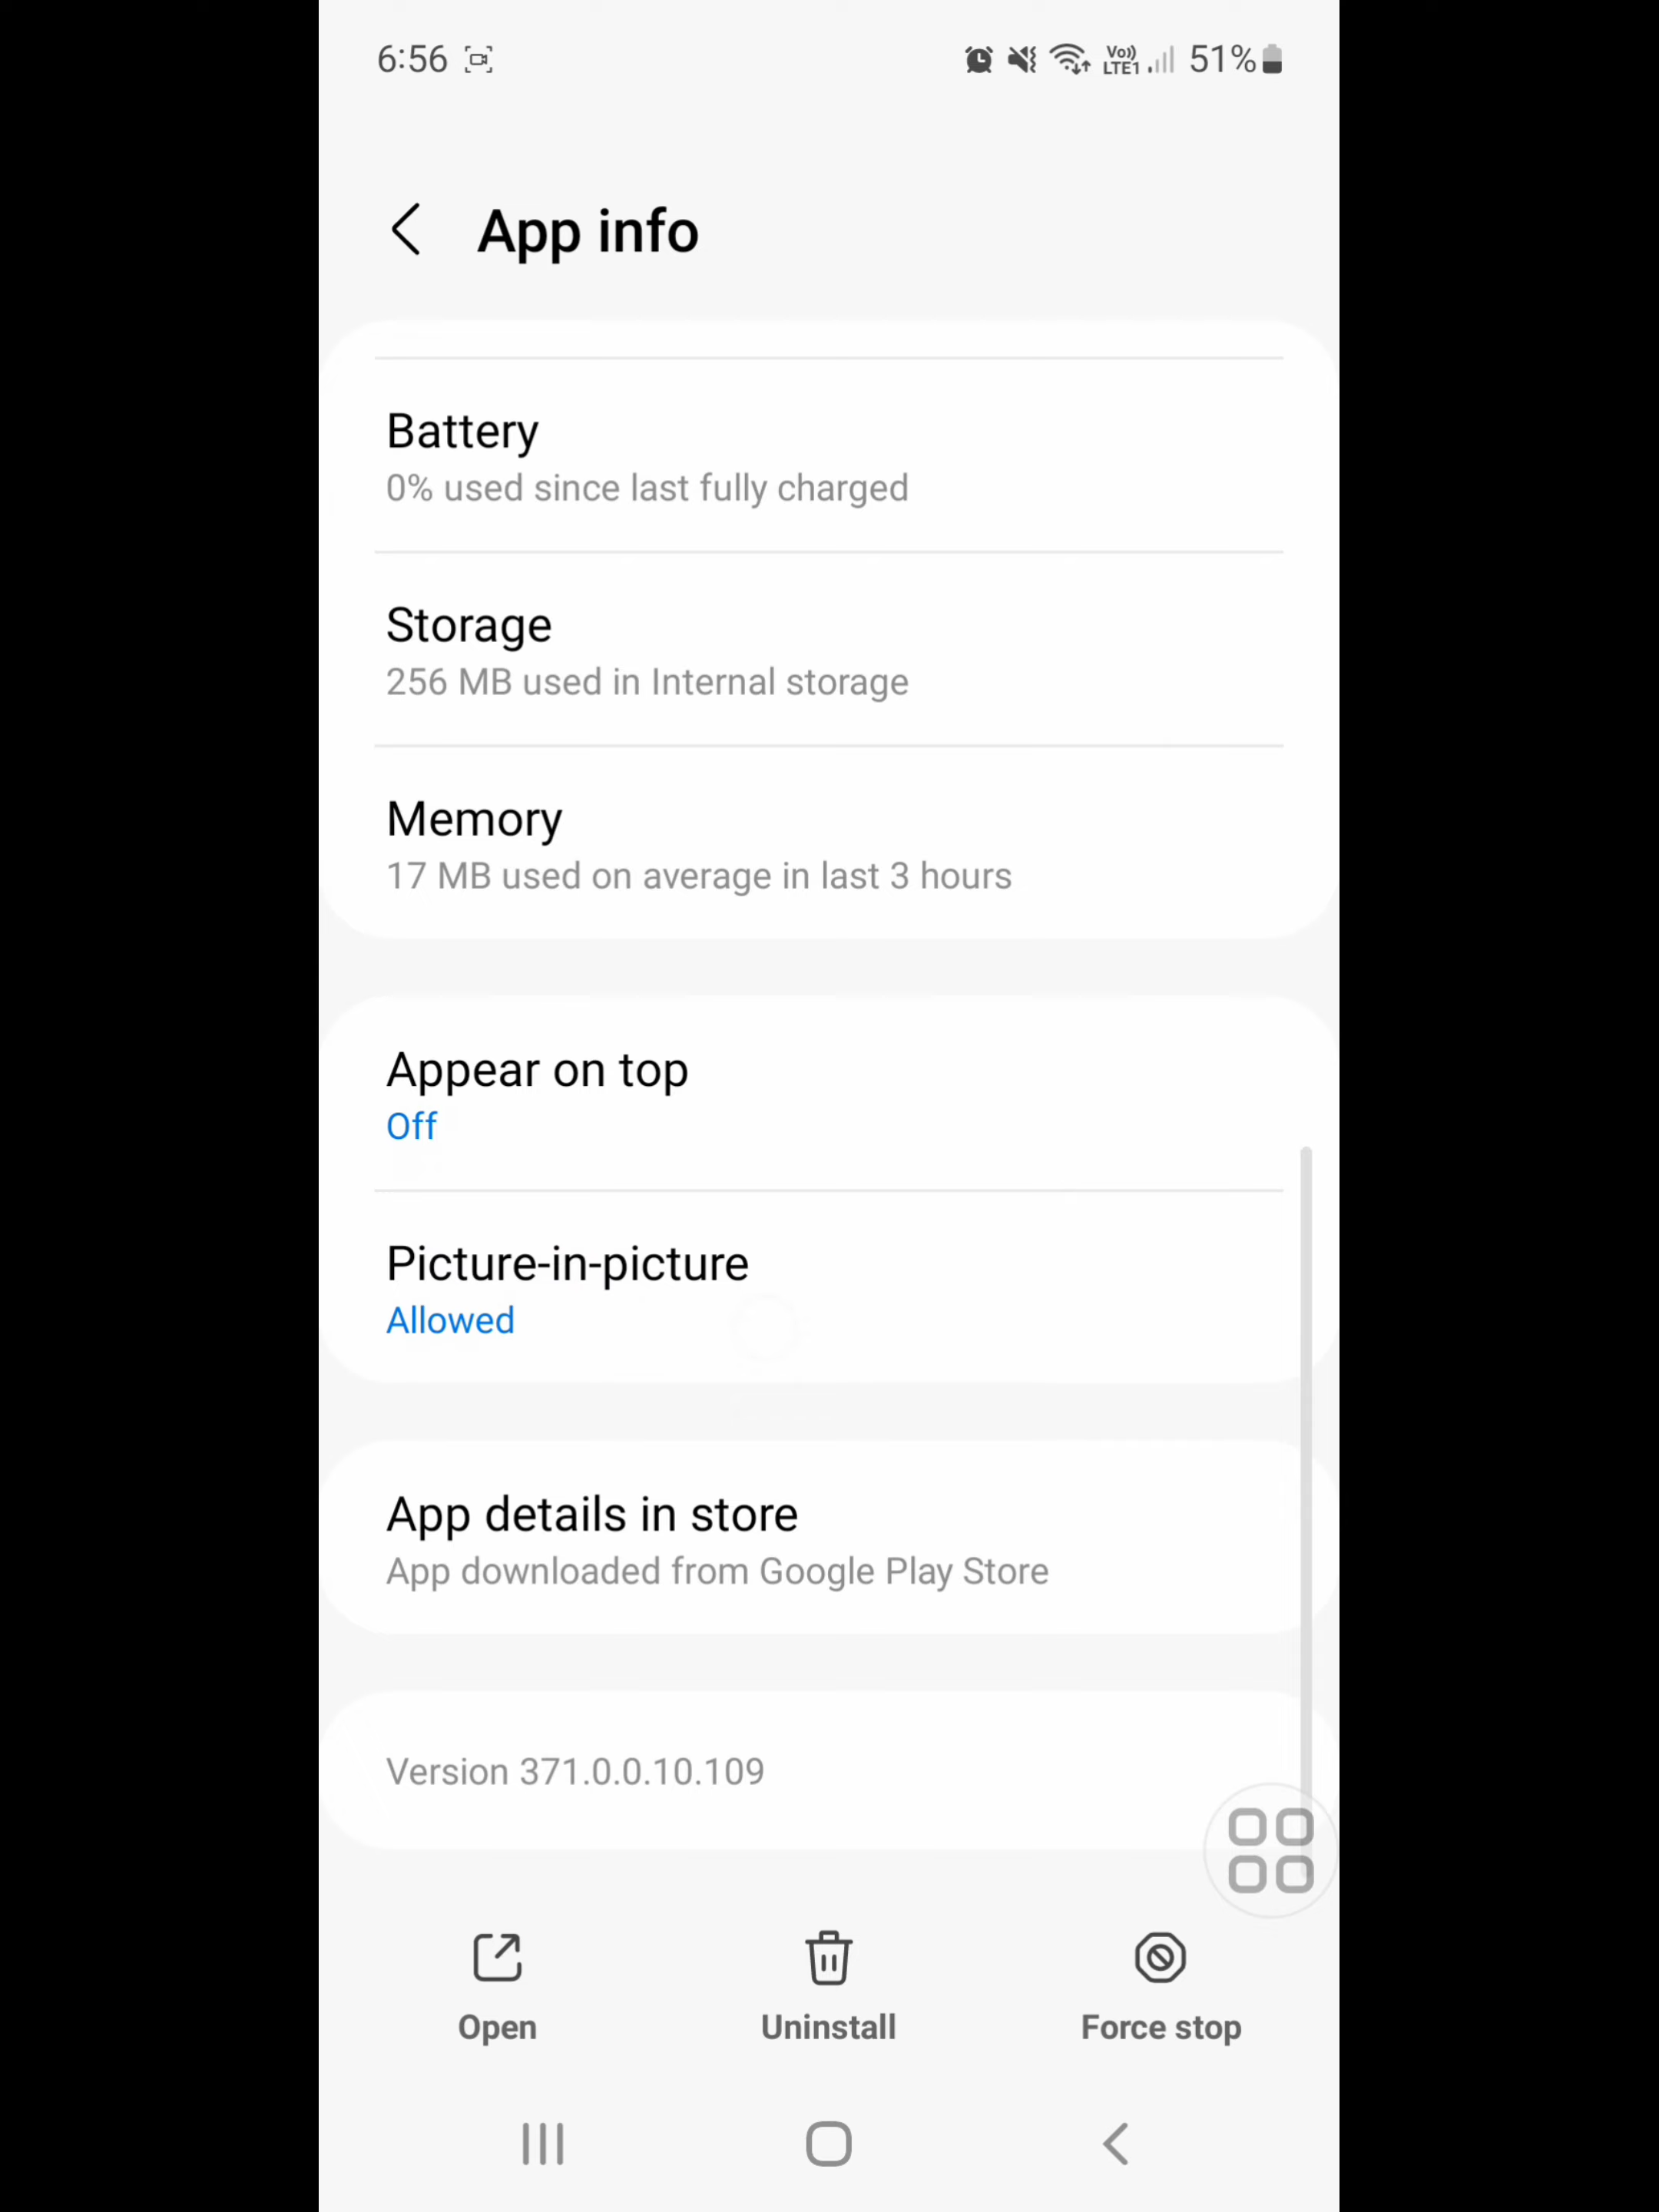 6:56 Vo)) LTE1 51%
App info
Battery
0% used since last fully charged
Storage
256 MB used in Internal storage
Memory
17 MB used on average in last 3 hours
Appear on top
Off
Picture-in-picture
Allowed
App details in store
App downloaded from Google Play Store
Version 371.0.0.10.109
Open Uninstall Force stop